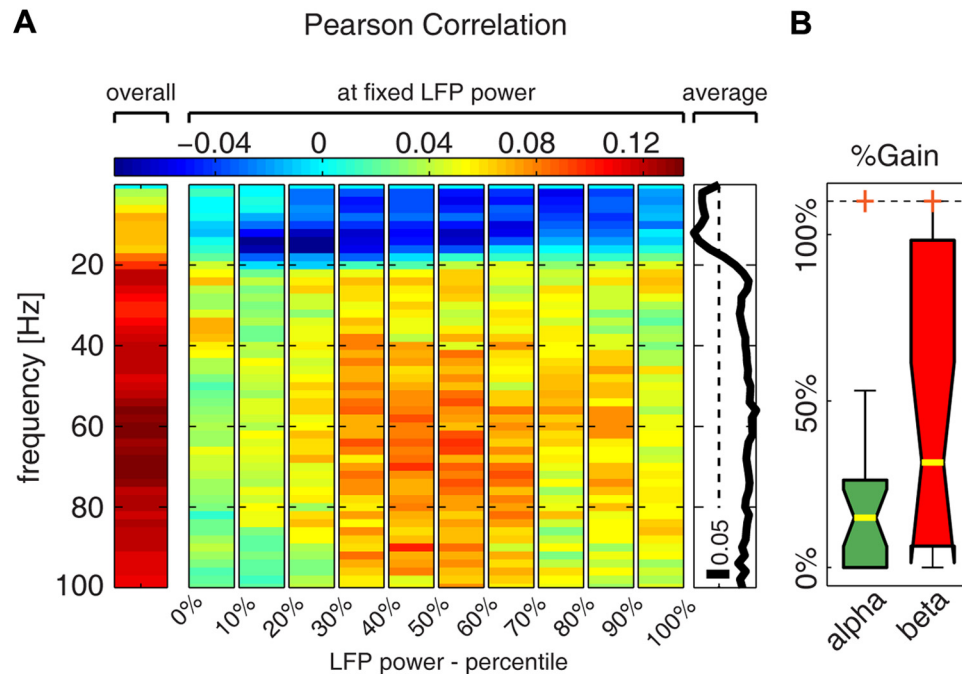 A
Pearson Correlation
B
overall
at fixed LFP power
average
−0.04 0 0.04 0.08 0.12
%Gain
frequency [Hz]
20
40
60
80
100
0.05
0% 10% 20% 30% 40% 50% 60% 70% 80% 90% 100%
LFP power - percentile
100%
50%
0%
alpha
beta